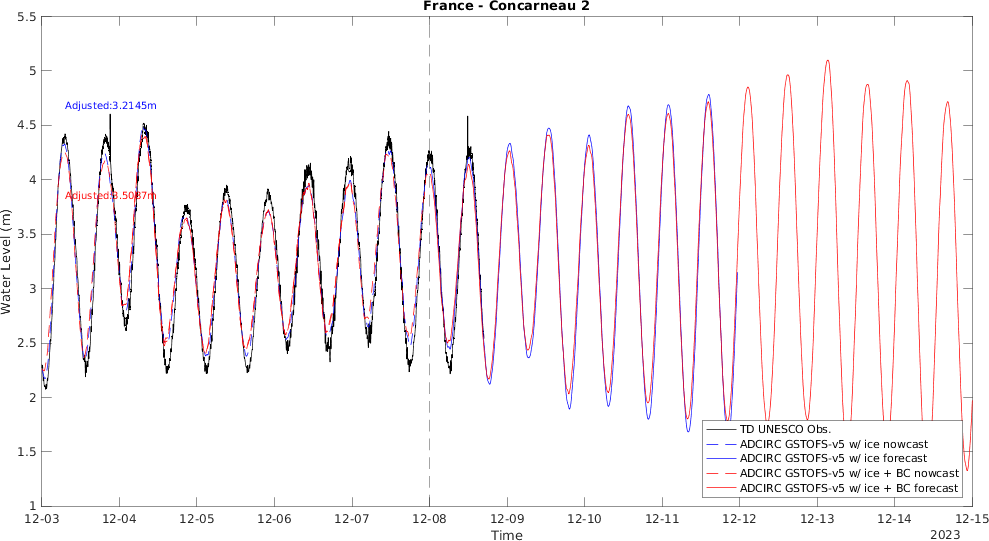 France - Concarneau 2
5.5
5
4.5
4
3.5
3
2.5
2
1.5
1
Water Level (m)
Adjusted:3.2145m
Adjusted:3.5087m
TD UNESCO Obs.
ADCIRC GSTOFS-v5 w/ ice nowcast
ADCIRC GSTOFS-v5 w/ ice forecast
ADCIRC GSTOFS-v5 w/ ice + BC nowcast
ADCIRC GSTOFS-v5 w/ ice + BC forecast
12-03 12-04 12-05 12-06 12-07 12-08 12-09 12-10 12-11 12-12 12-13 12-14 12-15
Time
2023